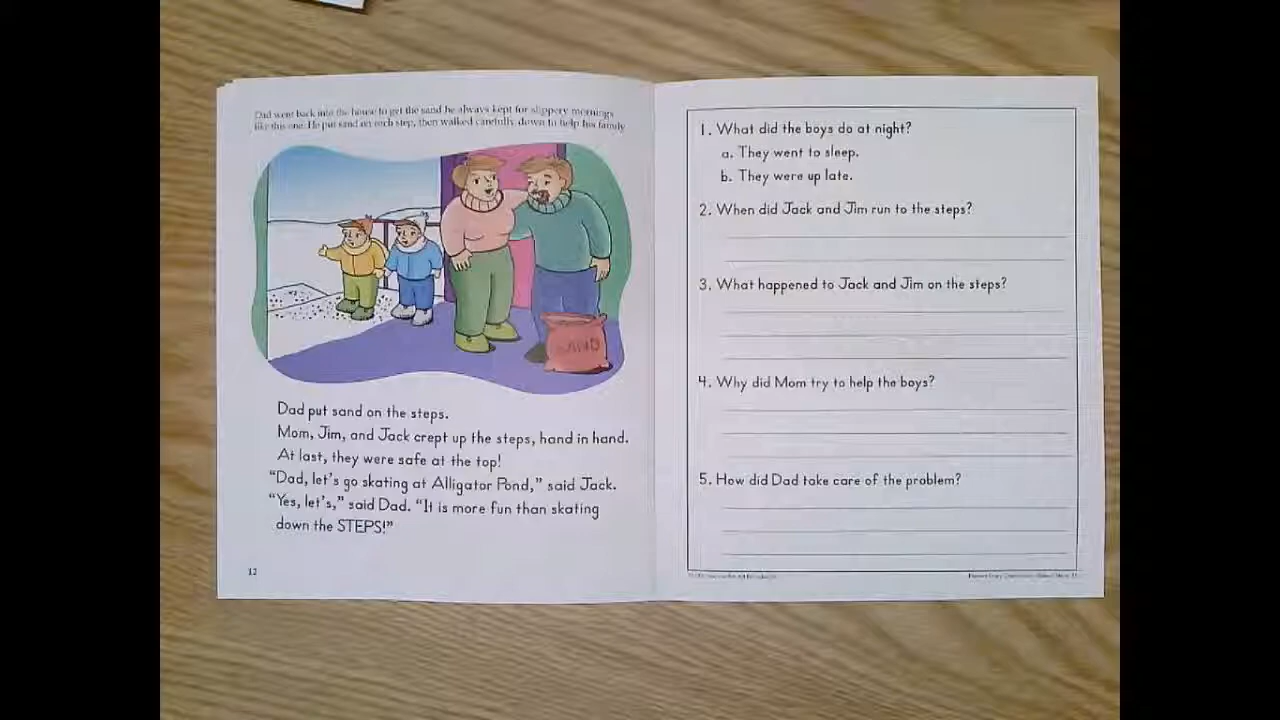 Dad went back into the house to get the sand he always kept for slippery mornings
like this one. He put sand on each step, then walked carefully down to help his family.
SAND
Dad put sand on the steps.
Mom, Jim, and Jack crept up the steps, hand in hand.
At last, they were safe at the top!
“Dad, let's go skating at Alligator Pond,” said Jack.
“Yes, let's,” said Dad. “It is more fun than skating
down the STEPS!”
12
1. What did the boys do at night?
a. They went to sleep.
b. They were up late.
2. When did Jack and Jim run to the steps?
3. What happened to Jack and Jim on the steps?
4. Why did Mom try to help the boys?
5. How did Dad take care of the problem?